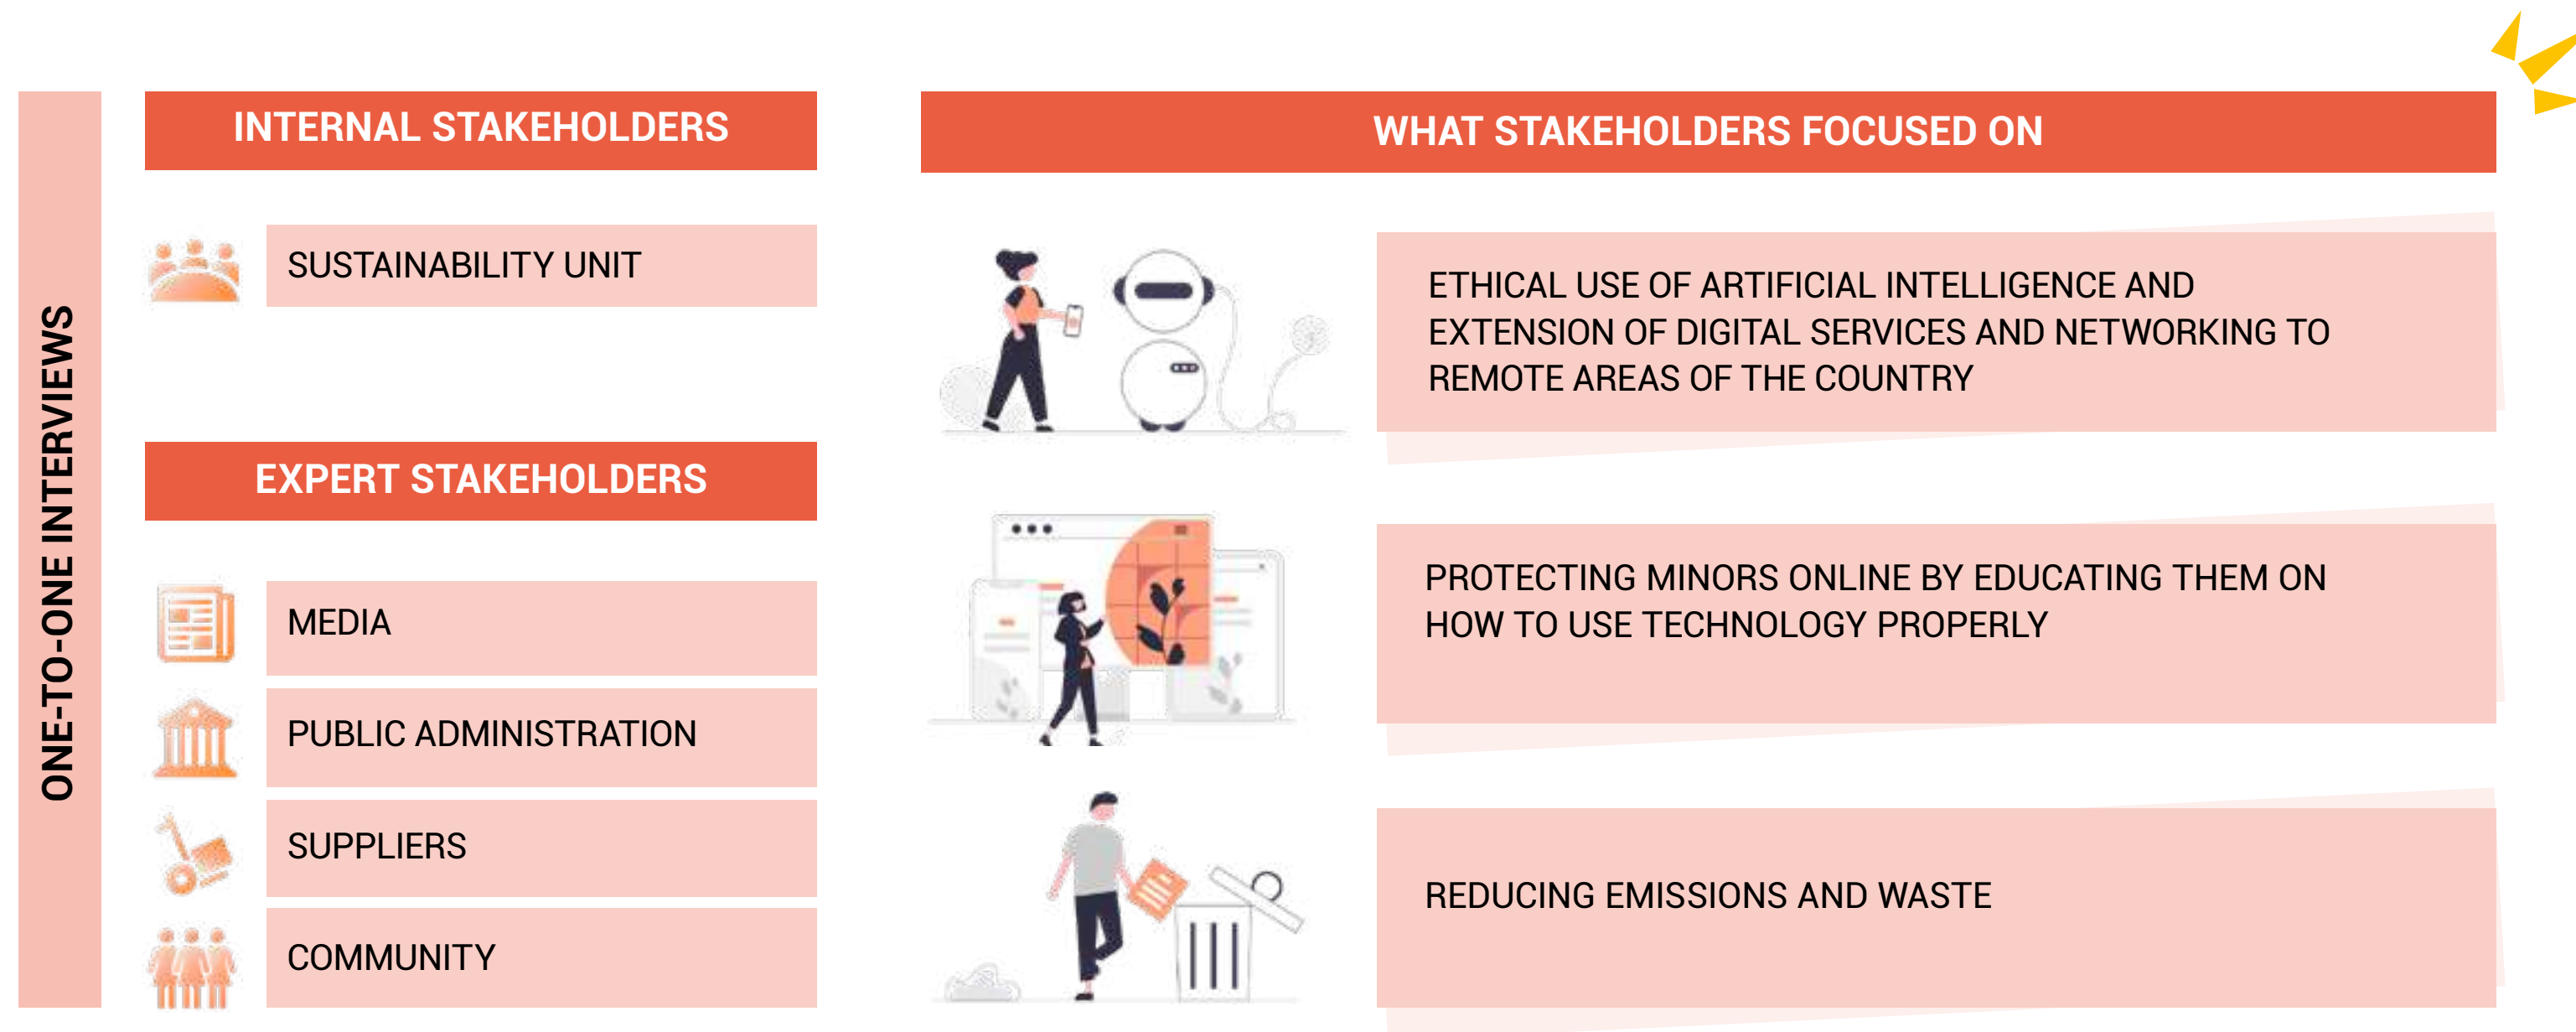 ONE-TO-ONE INTERVIEWS
INTERNAL STAKEHOLDERS
SUSTAINABILITY UNIT
EXPERT STAKEHOLDERS
MEDIA
PUBLIC ADMINISTRATION
SUPPLIERS
COMMUNITY
WHAT STAKEHOLDERS FOCUSED ON
ETHICAL USE OF ARTIFICIAL INTELLIGENCE AND
EXTENSION OF DIGITAL SERVICES AND NETWORKING TO
REMOTE AREAS OF THE COUNTRY
PROTECTING MINORS ONLINE BY EDUCATING THEM ON
HOW TO USE TECHNOLOGY PROPERLY
REDUCING EMISSIONS AND WASTE